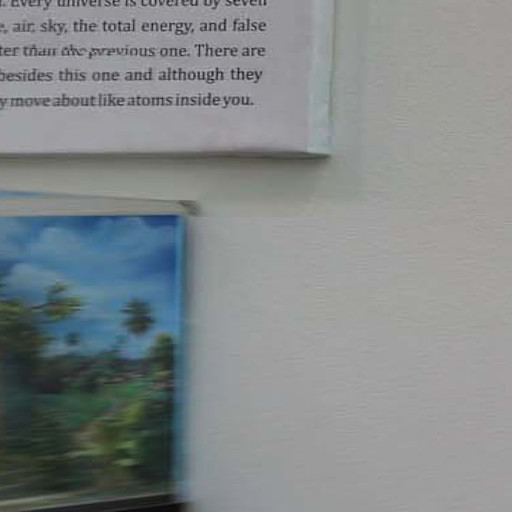 . Every universe is covered by seven
, air, sky, the total energy, and false
ter than the previous one. There are
besides this one and although they
y move about like atoms inside you.